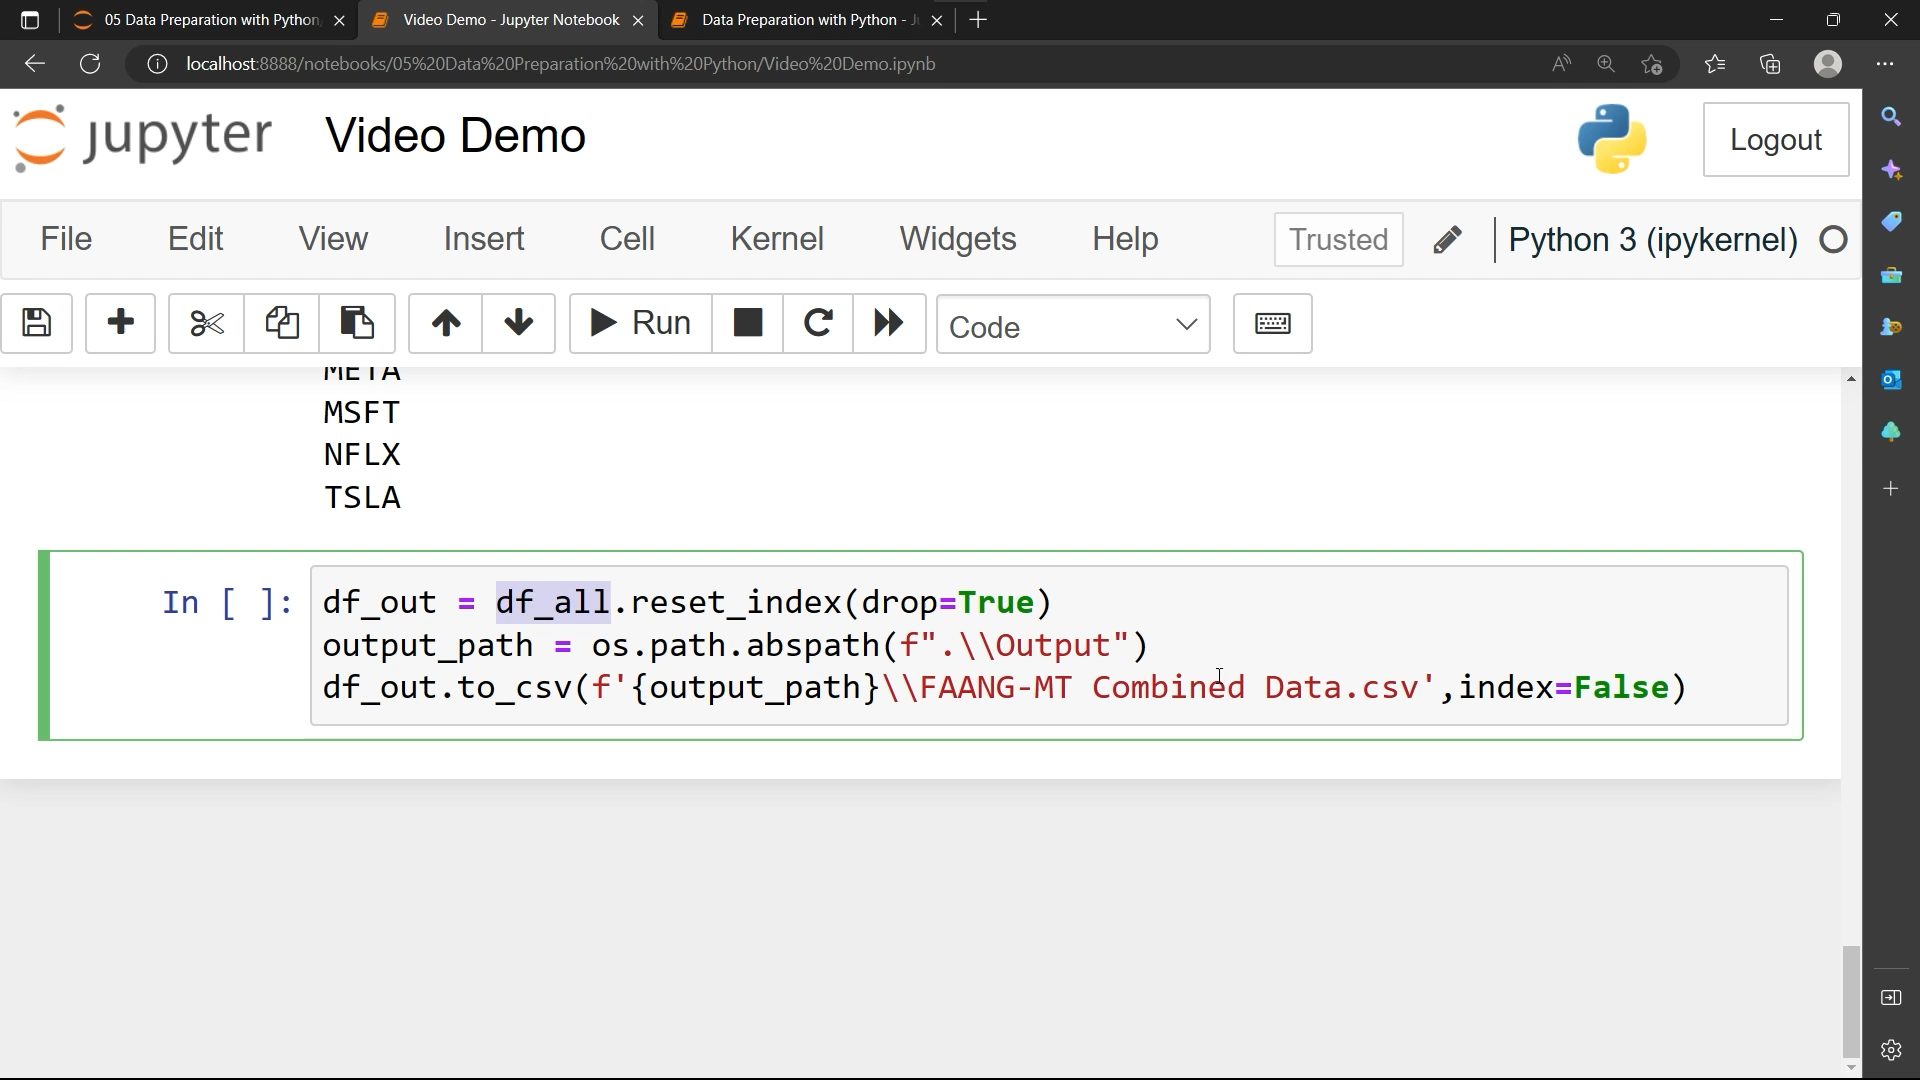 05 Data Preparation with Python
Video Demo - Jupyter Notebook
Data Preparation with Python - J
localhost:8888/notebooks/05%20Data%20Preparation%20with%20Python/Video%20Demo.ipynb
jupyter Video Demo
Logout
File Edit View Insert Cell Kernel Widgets Help Trusted Python 3 (ipykernel)
Run Code
META
MSFT
NFLX
TSLA
In [ ]: df_out = df_all.reset_index(drop=True)
output_path = os.path.abspath(f".\\Output")
df_out.to_csv(f'{output_path}\\FAANG-MT Combined Data.csv',index=False)